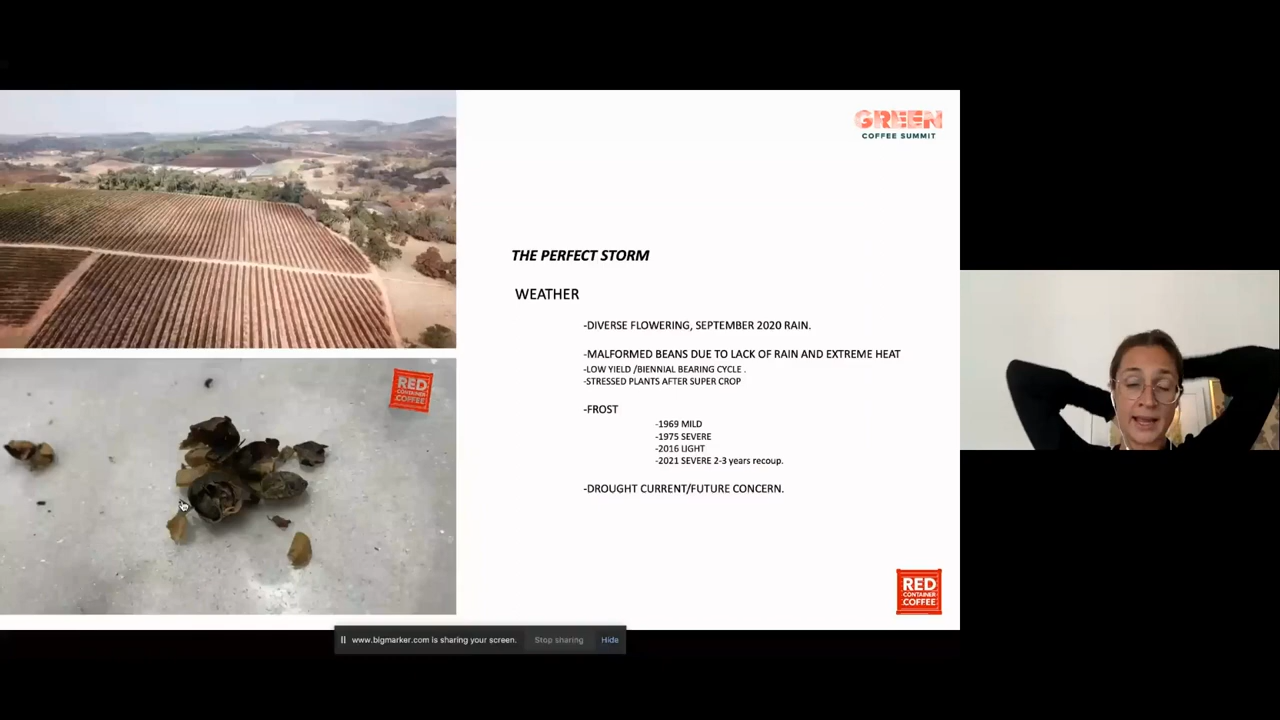 GREEN
COFFEE SUMMIT
THE PERFECT STORM
WEATHER
-DIVERSE FLOWERING, SEPTEMBER 2020 RAIN.
-MALFORMED BEANS DUE TO LACK OF RAIN AND EXTREME HEAT
-LOW YIELD /BIENNIAL BEARING CYCLE .
-STRESSED PLANTS AFTER SUPER CROP
-FROST
-1969 MILD
-1975 SEVERE
-2016 LIGHT
-2021 SEVERE 2-3 years recoup.
-DROUGHT CURRENT/FUTURE CONCERN.
RED
CONTAINER
COFFEE
RED
CONTAINER
COFFEE
www.bigmarker.com is sharing your screen. Stop sharing Hide